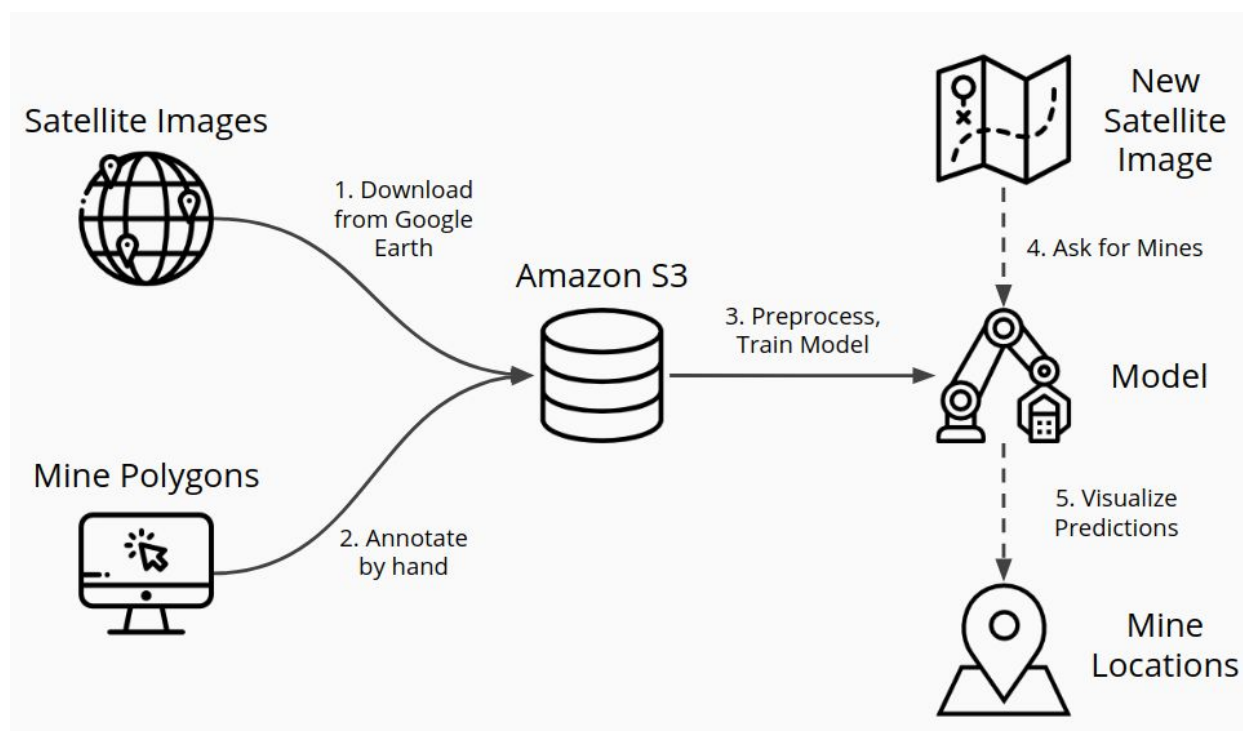 Satellite Images
1. Download
from Google
Earth
Mine Polygons
2. Annotate
by hand
Amazon S3
3. Preprocess,
Train Model
New
Satellite
Image
4. Ask for Mines
Model
5. Visualize
Predictions
Mine
Locations